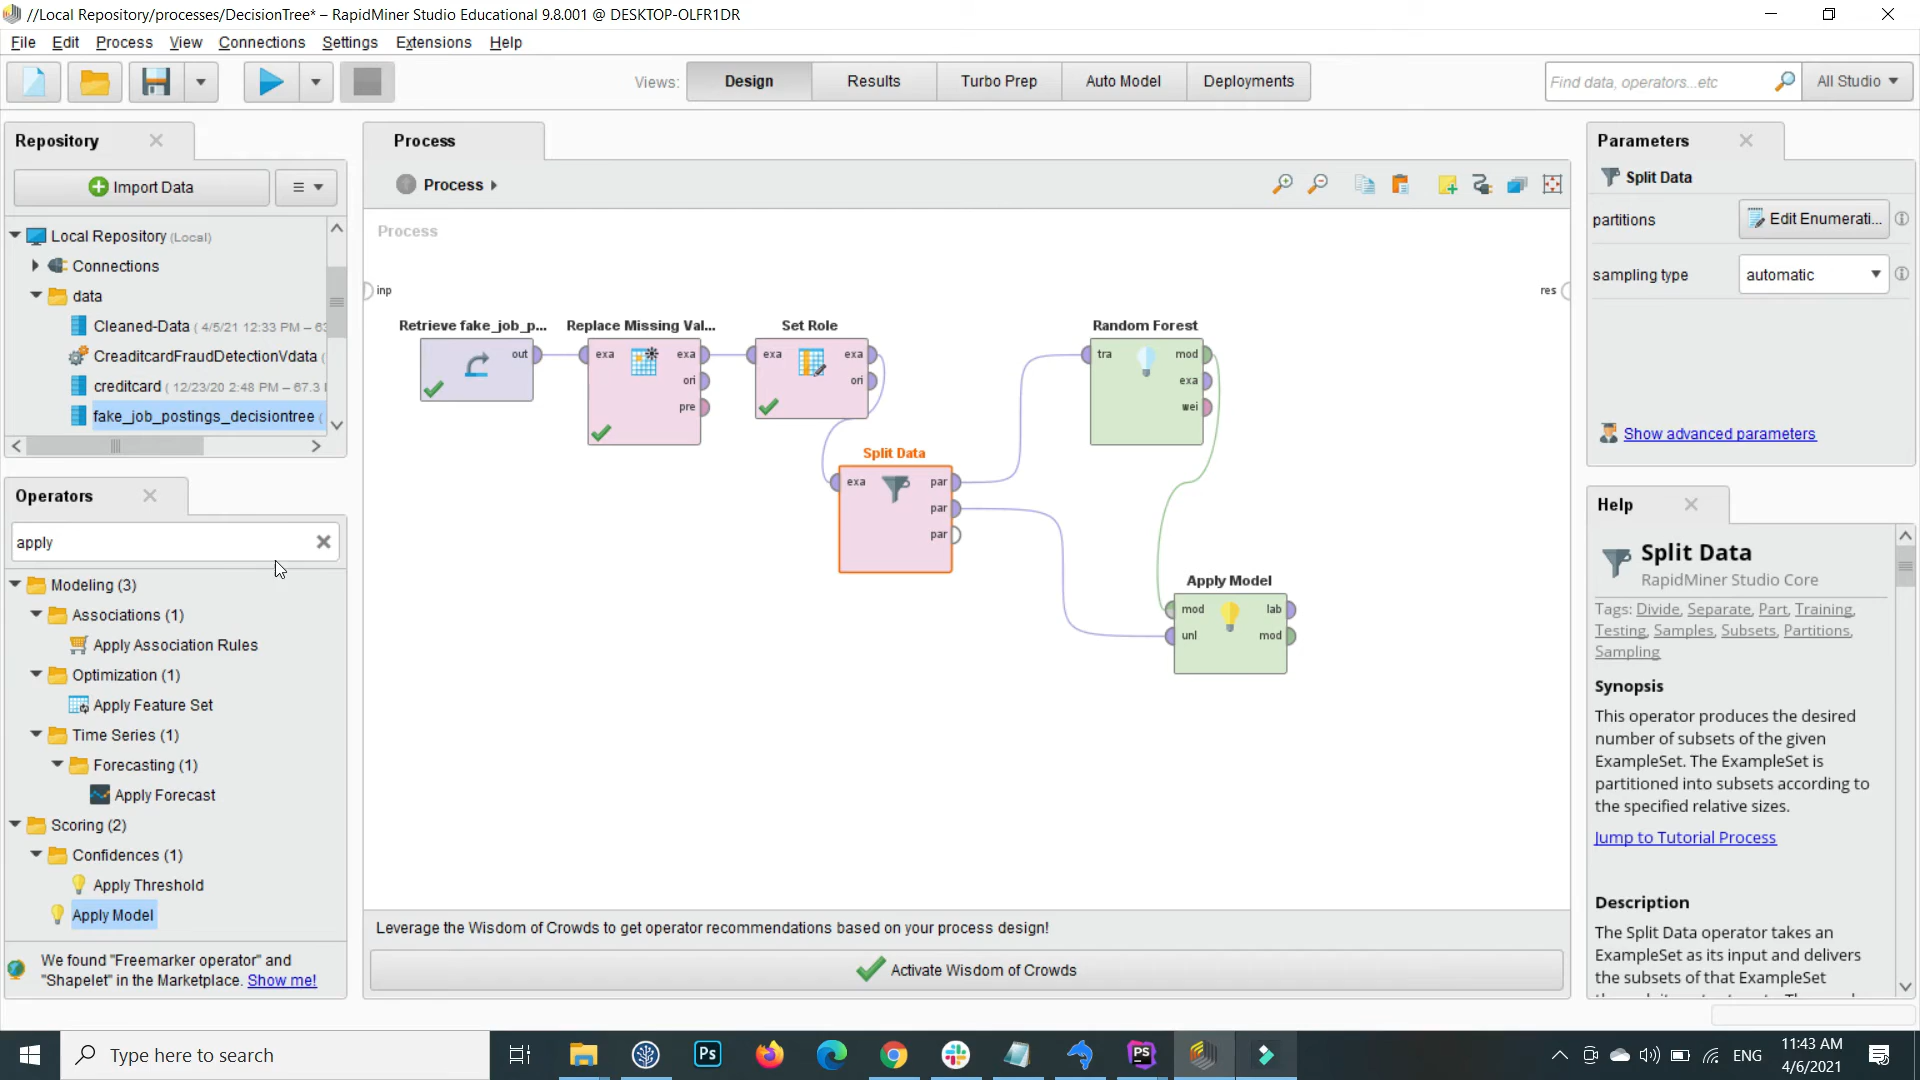 //Local Repository/processes/DecisionTree* – RapidMiner Studio Educational 9.8.001 @ DESKTOP-OLFR1DR
File Edit Process View Connections Settings Extensions Help
Views: Design Results Turbo Prep Auto Model Deployments
Find data, operators...etc
All Studio
Repository
Import Data
Local Repository (Local)
Connections
data
Cleaned-Data ( 4/5/21 12:33 PM – 63
CreaditcardFraudDetectionVdata (
creditcard ( 12/23/20 2:48 PM – 67.3
fake_job_postings_decisiontree (
Operators
apply
Modeling (3)
Associations (1)
Apply Association Rules
Optimization (1)
Apply Feature Set
Time Series (1)
Forecasting (1)
Apply Forecast
Scoring (2)
Confidences (1)
Apply Threshold
Apply Model
We found "Freemarker operator" and
"Shapelet" in the Marketplace. Show me!
Process
Process
Process
inp
res
Retrieve fake_job_p...
out
Replace Missing Val...
exa exa
ori
pre
Set Role
exa exa
ori
Split Data
exa par
par
par
Random Forest
tra mod
exa
wei
Apply Model
mod lab
unl mod
Leverage the Wisdom of Crowds to get operator recommendations based on your process design!
Activate Wisdom of Crowds
Parameters
Split Data
partitions
Edit Enumerati...
sampling type
automatic
Show advanced parameters
Help
Split Data
RapidMiner Studio Core
Tags: Divide, Separate, Part, Training,
Testing, Samples, Subsets, Partitions,
Sampling
Synopsis
This operator produces the desired
number of subsets of the given
ExampleSet. The ExampleSet is
partitioned into subsets according to
the specified relative sizes.
Jump to Tutorial Process
Description
The Split Data operator takes an
ExampleSet as its input and delivers
the subsets of that ExampleSet
Type here to search
Ps
PS
ENG
11:43 AM
4/6/2021